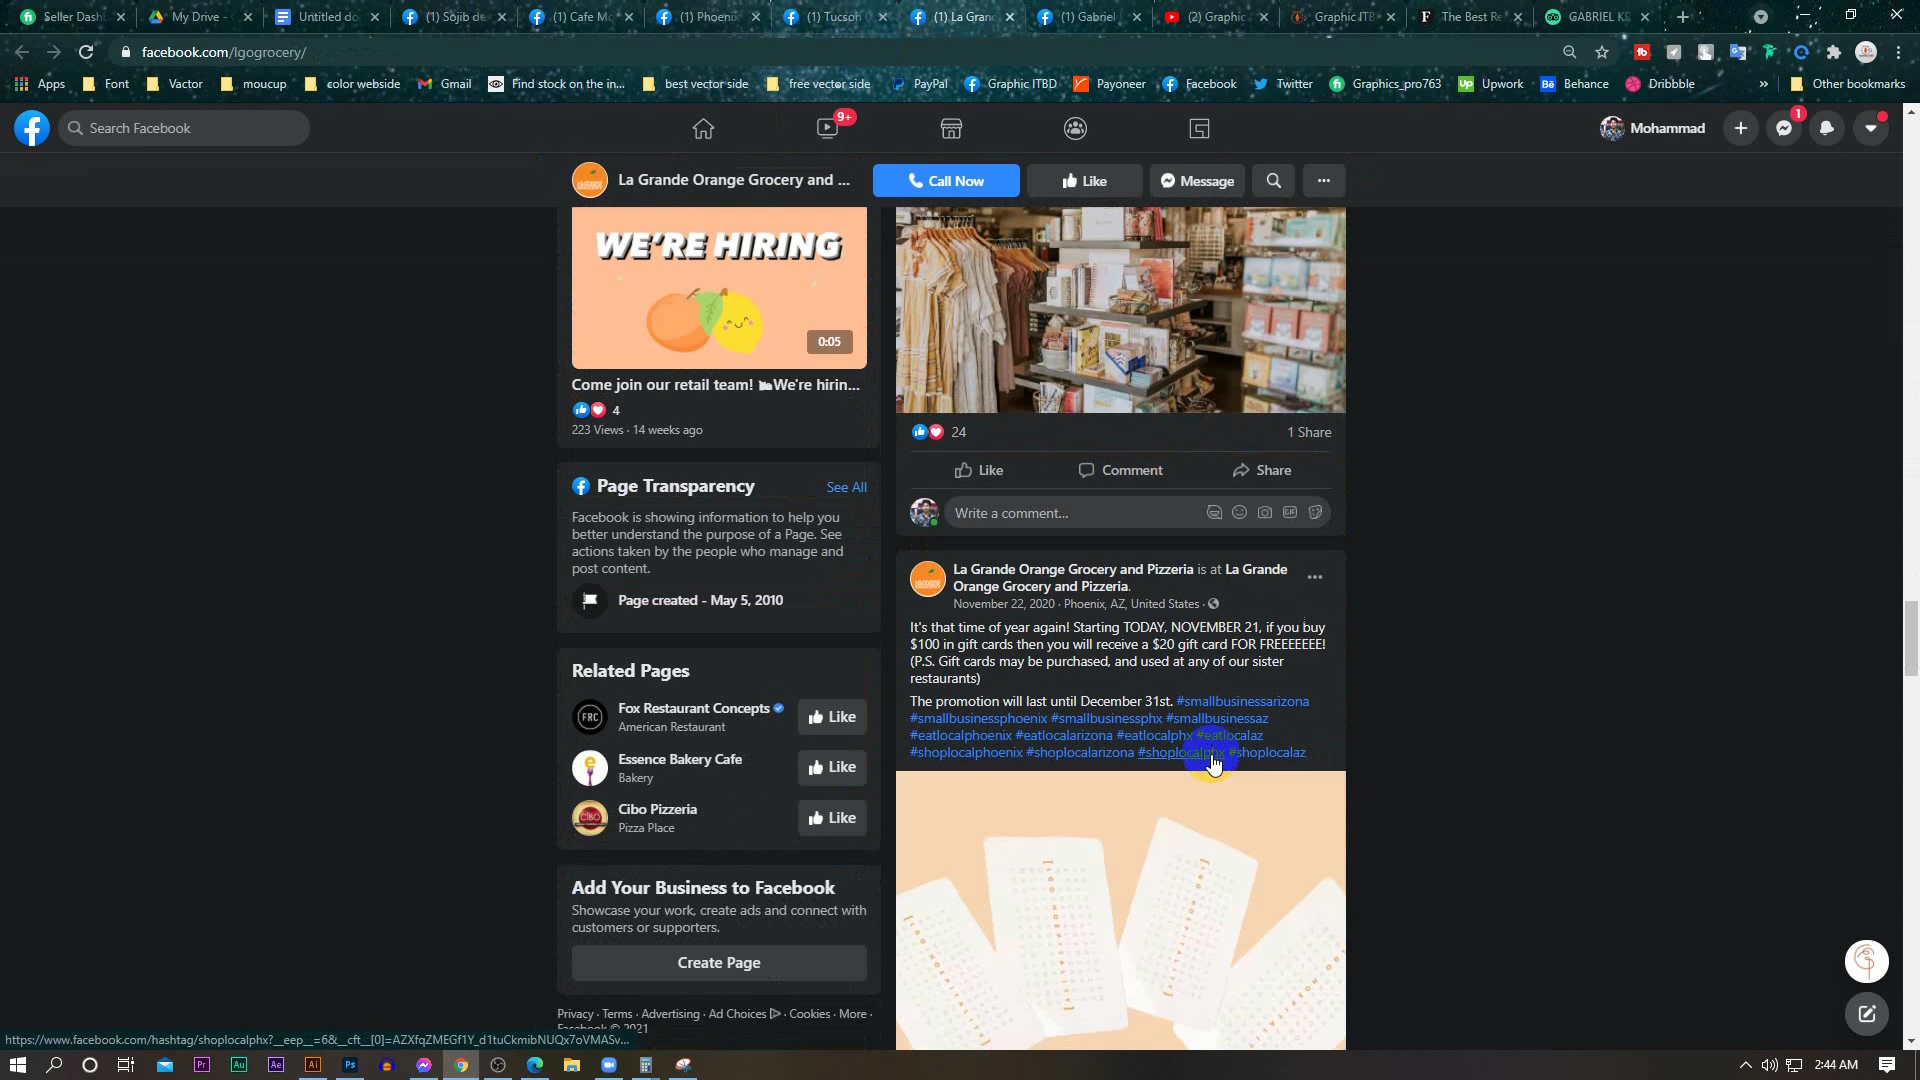 Seller Dash
My Drive -
Untitled do
(1) Sojib de
(1) Cafe Mo
(1) Phoenix
(1) Tucson
(1) La Grand
(1) Gabriel
(2) Graphic
Graphic ITB
The Best Re
GABRIEL KE
facebook.com/lgogrocery/
Apps
Font
Vactor
moucup
color webside
Gmail
Find stock on the in...
best vector side
free vector side
PayPal
Graphic ITBD
Payoneer
Facebook
Twitter
Graphics_pro763
Upwork
Behance
Dribbble
»
Other bookmarks
Search Facebook
9+
Mohammad
1
La Grande Orange Grocery and ...
Call Now
Like
Message
WE'RE HIRING
0:05
Come join our retail team! We're hirin...
4
223 Views · 14 weeks ago
Page Transparency
See All
Facebook is showing information to help you
better understand the purpose of a Page. See
actions taken by the people who manage and
post content.
Page created - May 5, 2010
Related Pages
FRC
Fox Restaurant Concepts
American Restaurant
Like
Essence Bakery Cafe
Bakery
Like
CIBO
Cibo Pizzeria
Pizza Place
Like
Add Your Business to Facebook
Showcase your work, create ads and connect with
customers or supporters.
Create Page
Privacy · Terms · Advertising · Ad Choices · Cookies · More ·
Facebook © 2021
24
1 Share
Like
Comment
Share
Write a comment...
GIF
La Grande Orange Grocery and Pizzeria is at La Grande
Orange Grocery and Pizzeria.
November 22, 2020 · Phoenix, AZ, United States ·
It's that time of year again! Starting TODAY, NOVEMBER 21, if you buy
$100 in gift cards then you will receive a $20 gift card FOR FREEEEEEE!
(P.S. Gift cards may be purchased, and used at any of our sister
restaurants)
The promotion will last until December 31st. #smallbusinessarizona
#smallbusinessphoenix #smallbusinessphx #smallbusinessaz
#eatlocalphoenix #eatlocalarizona #eatlocalphx #eatlocalaz
#shoplocalphoenix #shoplocalarizona #shoplocalphx #shoplocalaz
https://www.facebook.com/hashtag/shoplocalphx?__eep__=6&__cft__[0]=AZXfqZMEGf1Y_d1tuCkmibNUQx7oVMASv...
Pr
Au
Ae
Ai
Ps
2:44 AM